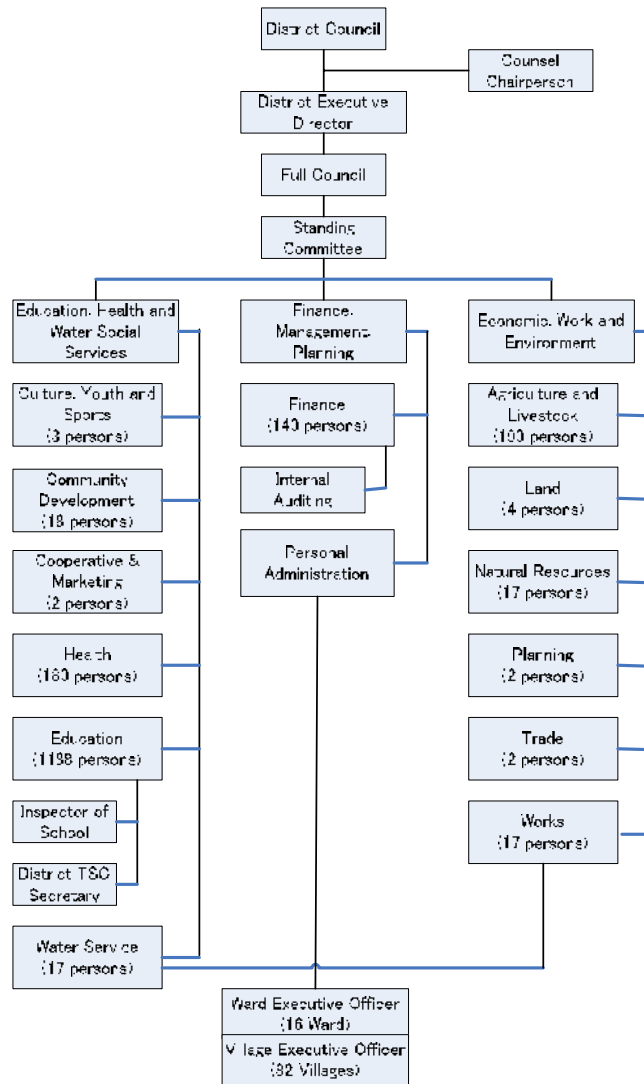 District Council
Counsel
Chairperson
District Executive
Director
Full Council
Standing
Committee
Education, Health and
Water Social
Services
Finance,
Management,
Planning
Economic, Work and
Environment
Culture, Youth and
Sports
(3 persons)
Finance
(140 persons)
Agriculture and
Livestock
persons)
Community
Development
(18 persons)
Internal
Auditing
Land
(4 persons)
Cooperative &
Marketing
(2 persons)
Personal
Administration
Natural Resources
(17 persons)
Health
persons)
Planning
(2 persons)
Education
persons)
Trade
(2 persons)
Inspector of
School
Works
(17 persons)
District TSC
Secretary
Water Service
(17 persons)
Ward Executive Officer
(16 Ward)
Village Executive Officer
Villages)